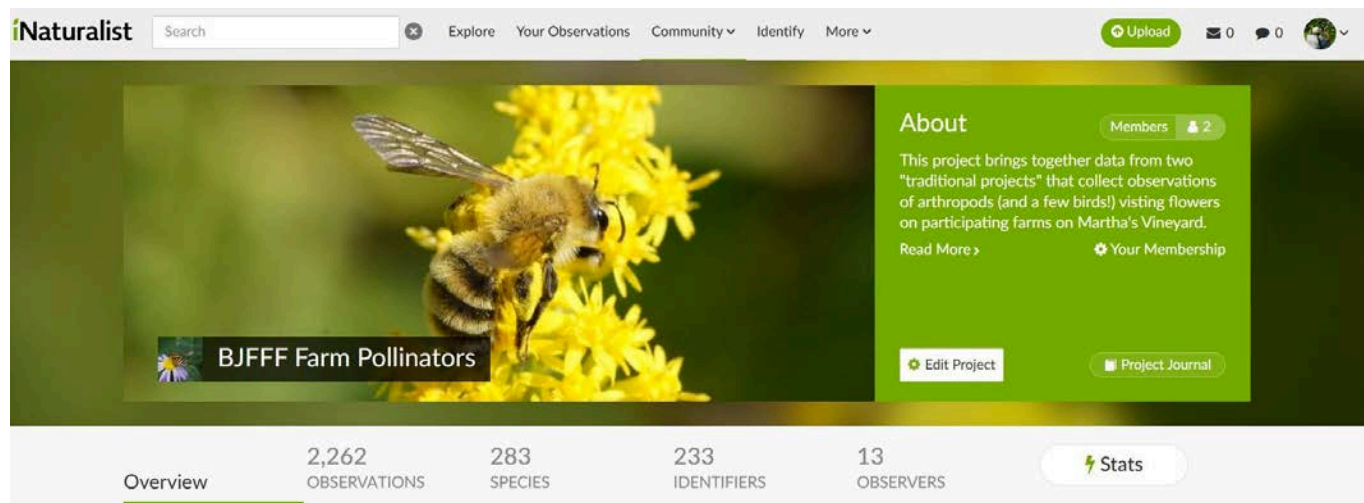 iNaturalist Search Explore Your Observations Community Identify More Upload 0 0
About Members 2
This project brings together data from two
"traditional projects" that collect observations
of arthropods (and a few birds!) visting flowers
on participating farms on Martha's Vineyard.
Read More > Your Membership
BJFFF Farm Pollinators
Edit Project Project Journal
Overview
2,262
OBSERVATIONS
283
SPECIES
233
IDENTIFIERS
13
OBSERVERS
Stats